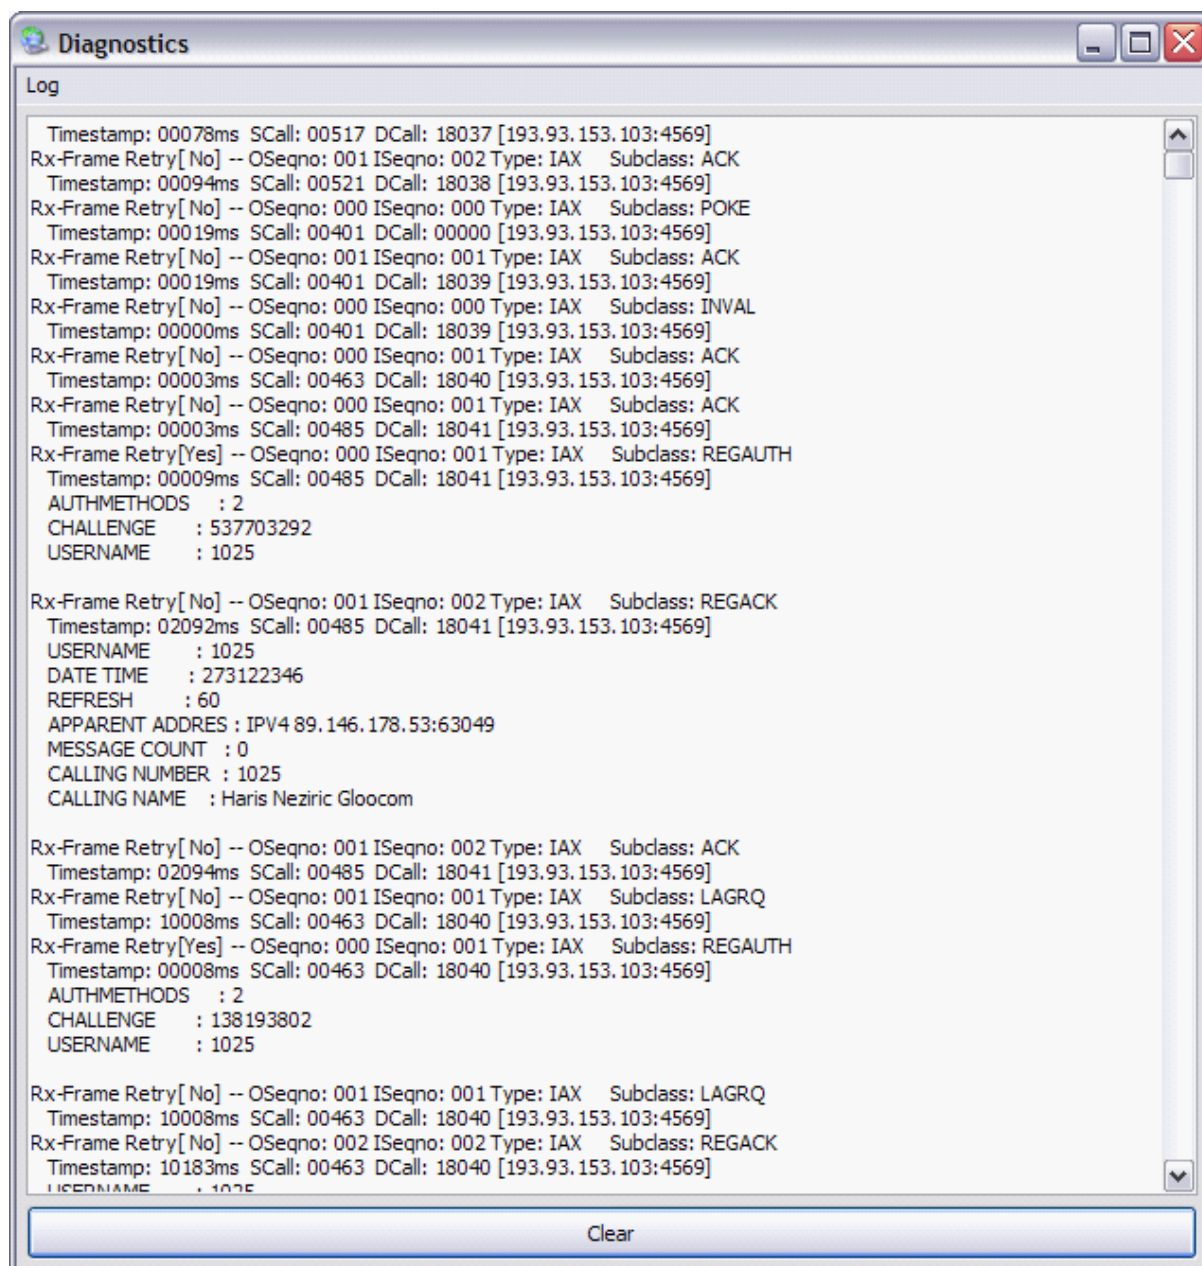 Diagnostics
Log
Timestamp: 00078ms SCall: 00517 DCall: 18037 [193.93.153.103:4569]
Rx-Frame Retry[ No] -- OSeqno: 001 ISeqno: 002 Type: IAX Subclass: ACK
Timestamp: 00094ms SCall: 00521 DCall: 18038 [193.93.153.103:4569]
Rx-Frame Retry[ No] -- OSeqno: 000 ISeqno: 000 Type: IAX Subclass: POKE
Timestamp: 00019ms SCall: 00401 DCall: 00000 [193.93.153.103:4569]
Rx-Frame Retry[ No] -- OSeqno: 001 ISeqno: 001 Type: IAX Subclass: ACK
Timestamp: 00019ms SCall: 00401 DCall: 18039 [193.93.153.103:4569]
Rx-Frame Retry[ No] -- OSeqno: 000 ISeqno: 000 Type: IAX Subclass: INVAL
Timestamp: 00000ms SCall: 00401 DCall: 18039 [193.93.153.103:4569]
Rx-Frame Retry[ No] -- OSeqno: 000 ISeqno: 001 Type: IAX Subclass: ACK
Timestamp: 00003ms SCall: 00463 DCall: 18040 [193.93.153.103:4569]
Rx-Frame Retry[ No] -- OSeqno: 000 ISeqno: 001 Type: IAX Subclass: ACK
Timestamp: 00003ms SCall: 00485 DCall: 18041 [193.93.153.103:4569]
Rx-Frame Retry[Yes] -- OSeqno: 000 ISeqno: 001 Type: IAX Subclass: REGAUTH
Timestamp: 00009ms SCall: 00485 DCall: 18041 [193.93.153.103:4569]
AUTHMETHODS : 2
CHALLENGE : 537703292
USERNAME : 1025
Rx-Frame Retry[ No] -- OSeqno: 001 ISeqno: 002 Type: IAX Subclass: REGACK
Timestamp: 02092ms SCall: 00485 DCall: 18041 [193.93.153.103:4569]
USERNAME : 1025
DATE TIME : 273122346
REFRESH : 60
APPARENT ADDRES : IPV4 89.146.178.53:63049
MESSAGE COUNT : 0
CALLING NUMBER : 1025
CALLING NAME : Haris Neziric Gloocom
Rx-Frame Retry[ No] -- OSeqno: 001 ISeqno: 002 Type: IAX Subclass: ACK
Timestamp: 02094ms SCall: 00485 DCall: 18041 [193.93.153.103:4569]
Rx-Frame Retry[ No] -- OSeqno: 001 ISeqno: 001 Type: IAX Subclass: LAGRQ
Timestamp: 10008ms SCall: 00463 DCall: 18040 [193.93.153.103:4569]
Rx-Frame Retry[Yes] -- OSeqno: 000 ISeqno: 001 Type: IAX Subclass: REGAUTH
Timestamp: 00008ms SCall: 00463 DCall: 18040 [193.93.153.103:4569]
AUTHMETHODS : 2
CHALLENGE : 138193802
USERNAME : 1025
Rx-Frame Retry[ No] -- OSeqno: 001 ISeqno: 001 Type: IAX Subclass: LAGRQ
Timestamp: 10008ms SCall: 00463 DCall: 18040 [193.93.153.103:4569]
Rx-Frame Retry[ No] -- OSeqno: 002 ISeqno: 002 Type: IAX Subclass: REGACK
Timestamp: 10183ms SCall: 00463 DCall: 18040 [193.93.153.103:4569]
USERNAME : 1025
Clear